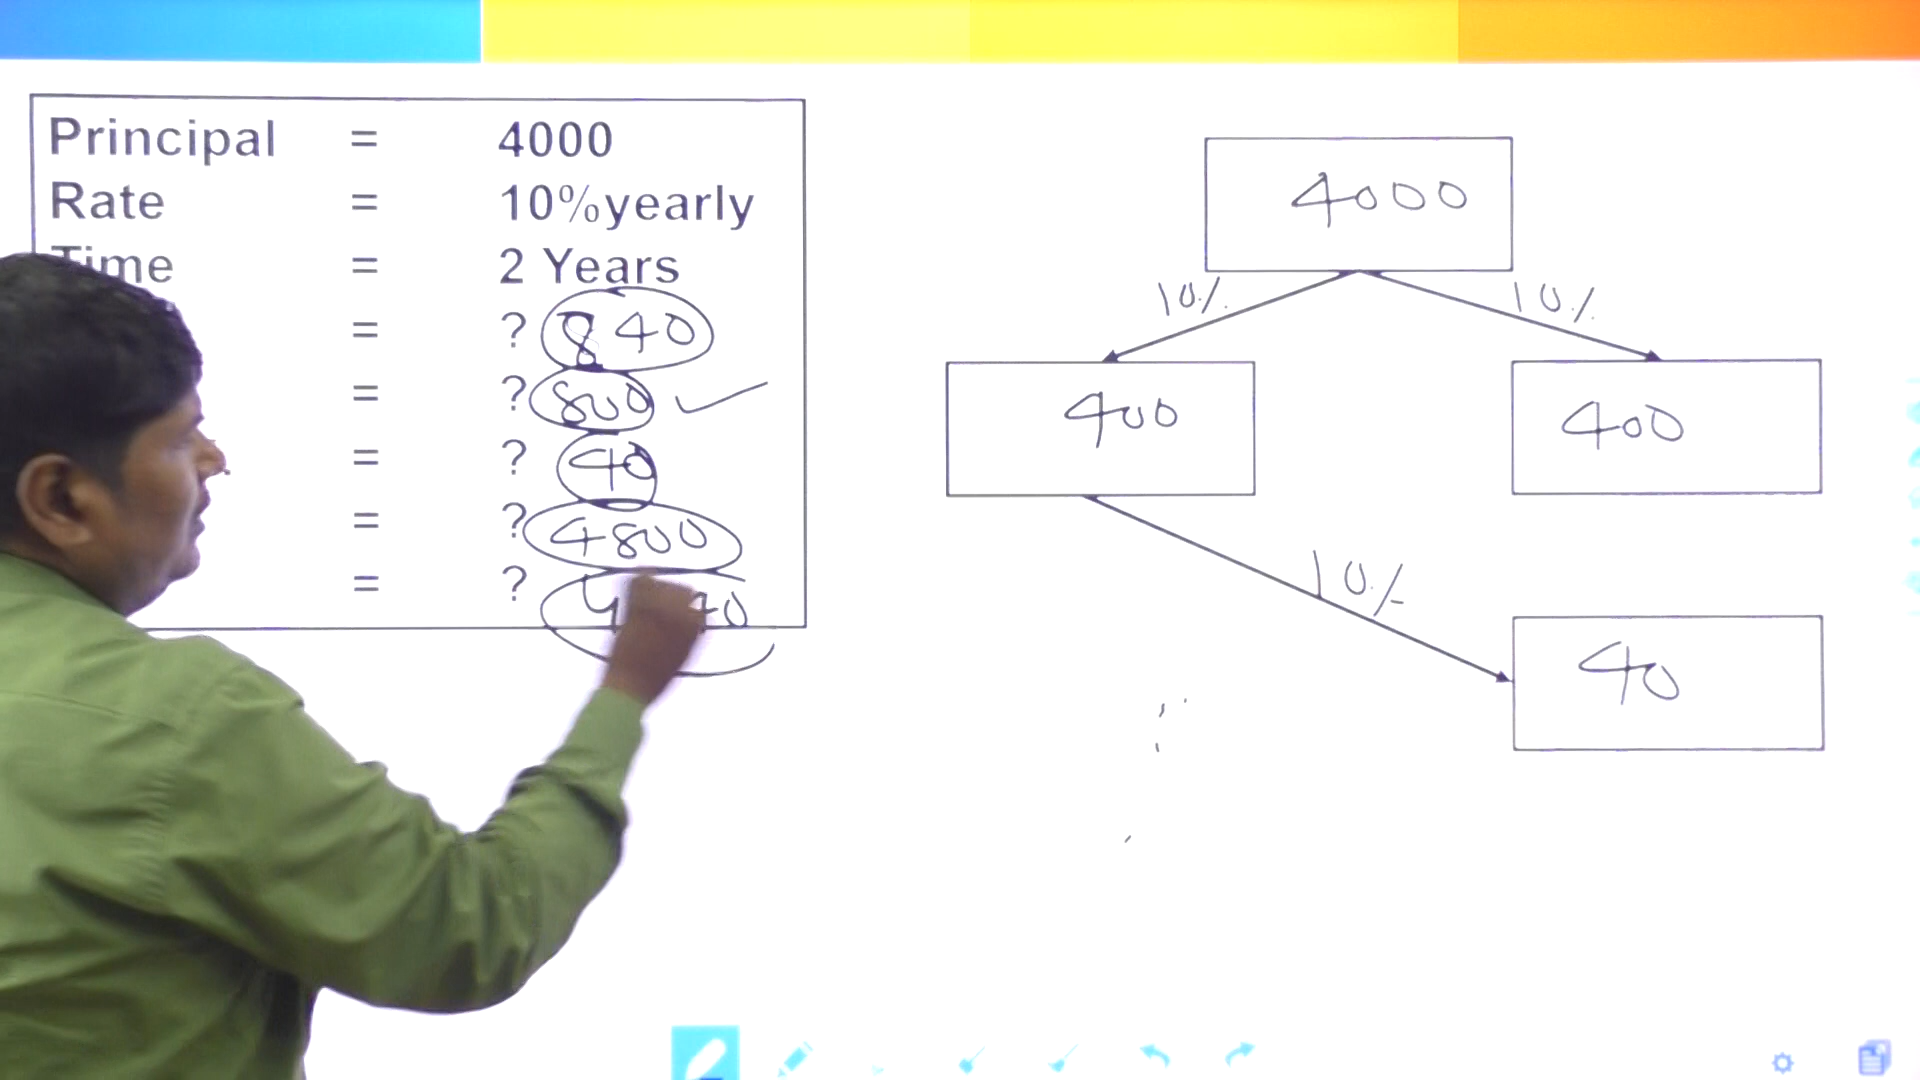 Principal = 4000
Rate = 10%yearly
Time = 2 Years
= ? 840
= ? 800
= ? 40
= ? 4800
= ?
4000
10% 10%
400 400
10%
40